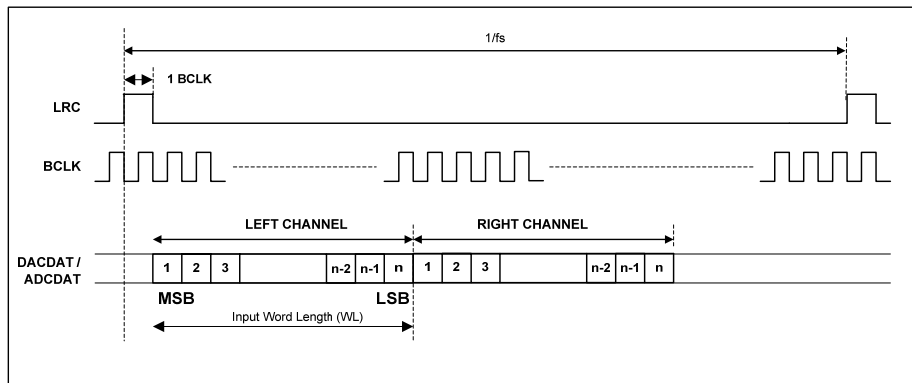 1/fs
1 BCLK
LRC
BCLK
LEFT CHANNEL RIGHT CHANNEL
DACDAT /
ADCDAT
1 2 3 n-2 n-1 n 1 2 3 n-2 n-1 n
MSB LSB
Input Word Length (WL)